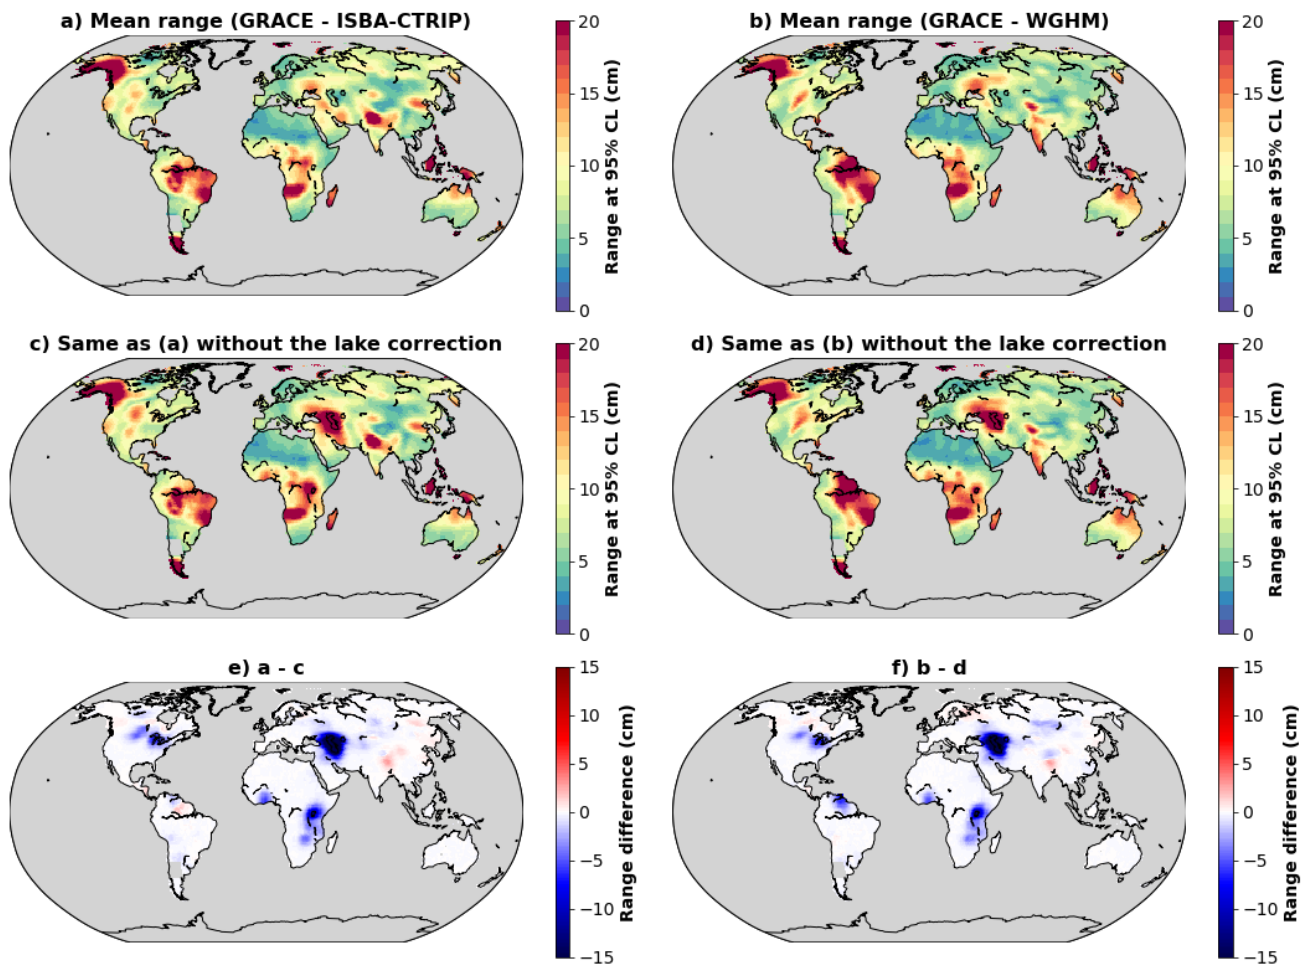 a) Mean range (GRACE - ISBA-CTRIP)
20
15
10
5
0
Range at 95% CL (cm)
b) Mean range (GRACE - WGHM)
20
15
10
5
0
Range at 95% CL (cm)
c) Same as (a) without the lake correction
20
15
10
5
0
Range at 95% CL (cm)
d) Same as (b) without the lake correction
20
15
10
5
0
Range at 95% CL (cm)
e) a - c
15
10
5
0
−5
−10
−15
Range difference (cm)
f) b - d
15
10
5
0
−5
−10
−15
Range difference (cm)